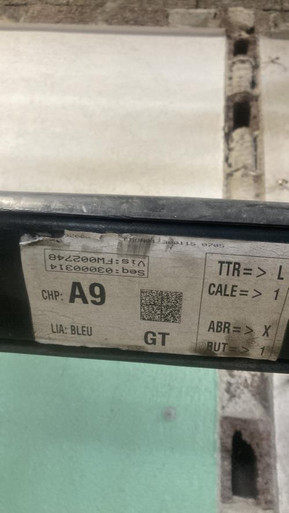 Seq:03000314
Vis:FW002748
CHP: A9
LIA: BLEU
GT
TTR=> L
CALE=> 1
ABR=> X
BUT=> 1